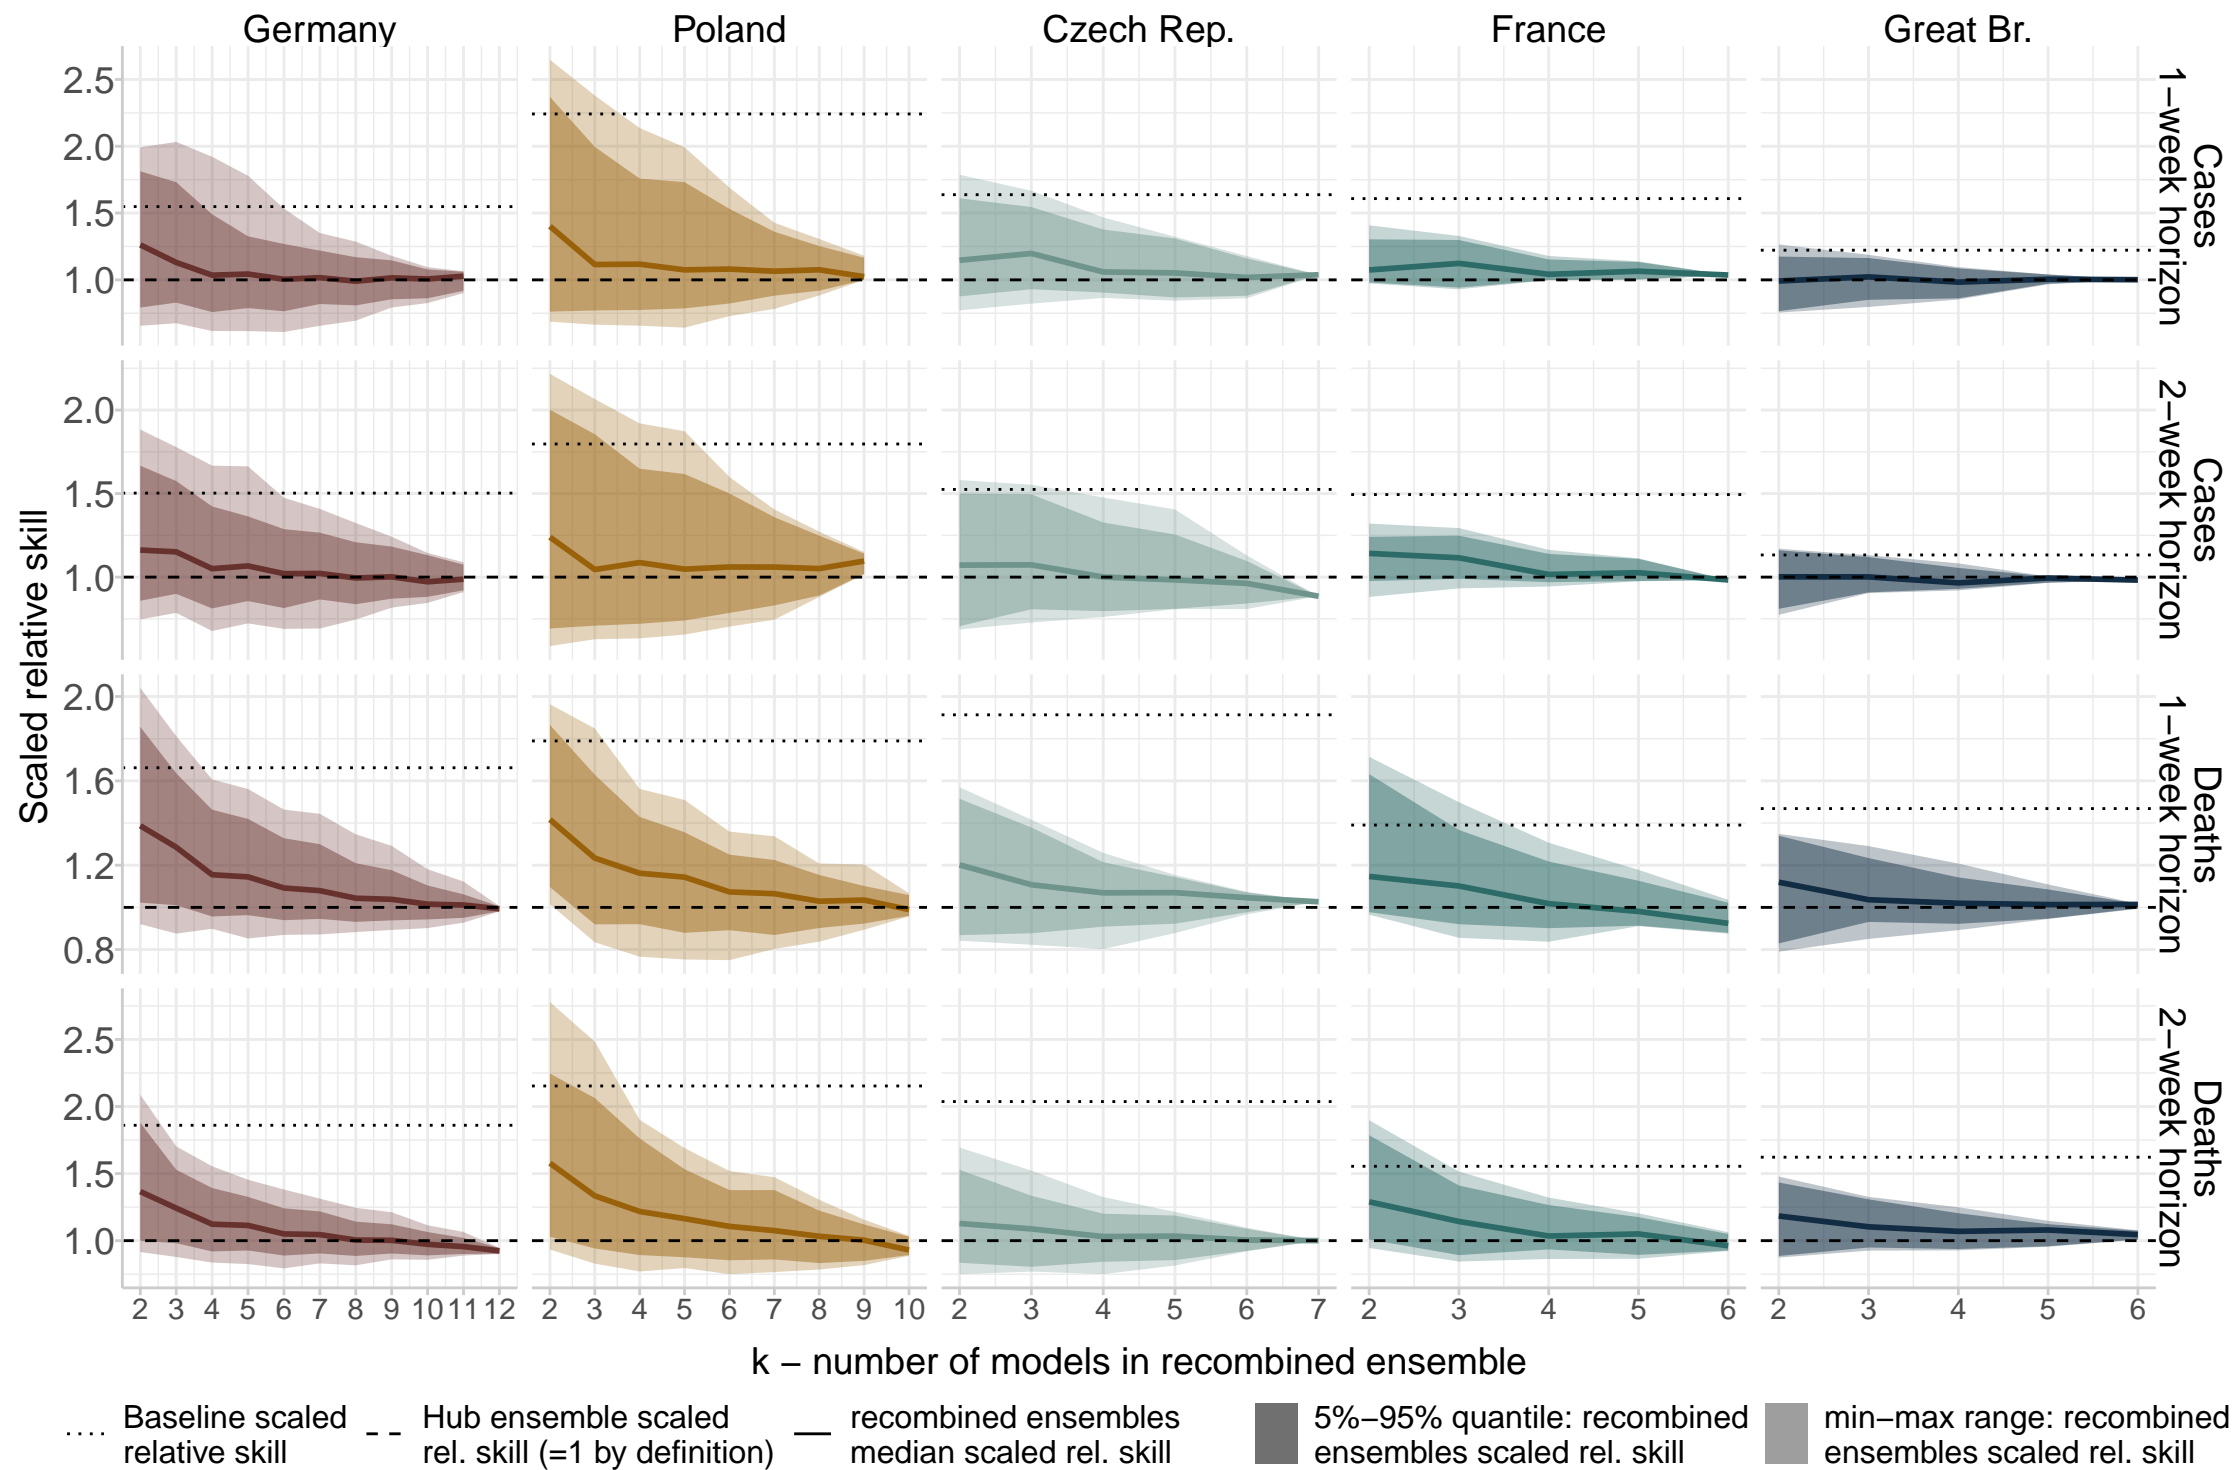 Germany Poland Czech Rep. France Great Br.
Scaled relative skill
2.5
2.0
1.5
1.0
Cases
1−week horizon
2.0
1.5
1.0
Cases
2−week horizon
2.0
1.6
1.2
0.8
Deaths
1−week horizon
2.5
2.0
1.5
1.0
Deaths
2−week horizon
2 3 4 5 6 7 8 9 10 11 12 2 3 4 5 6 7 8 9 10 2 3 4 5 6 7 2 3 4 5 6 2 3 4 5 6
k − number of models in recombined ensemble
Baseline scaled
relative skill
Hub ensemble scaled
rel. skill (=1 by definition)
recombined ensembles
median scaled rel. skill
5%−95% quantile: recombined
ensembles scaled rel. skill
min−max range: recombined
ensembles scaled rel. skill